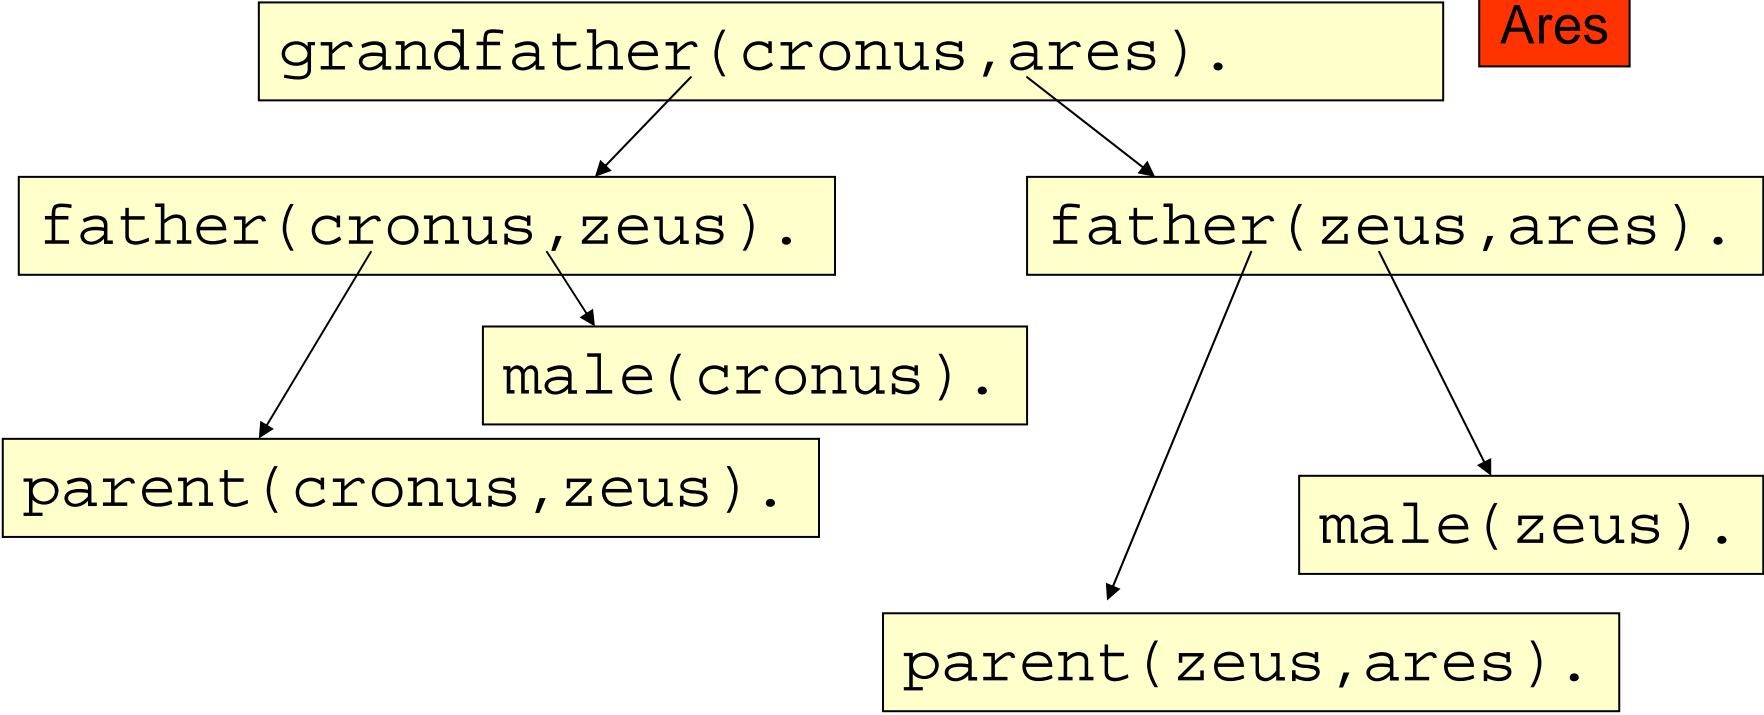 grandfather(cronus,ares).
Ares
father(cronus,zeus).
father(zeus,ares).
male(cronus).
parent(cronus,zeus).
male(zeus).
parent(zeus,ares).